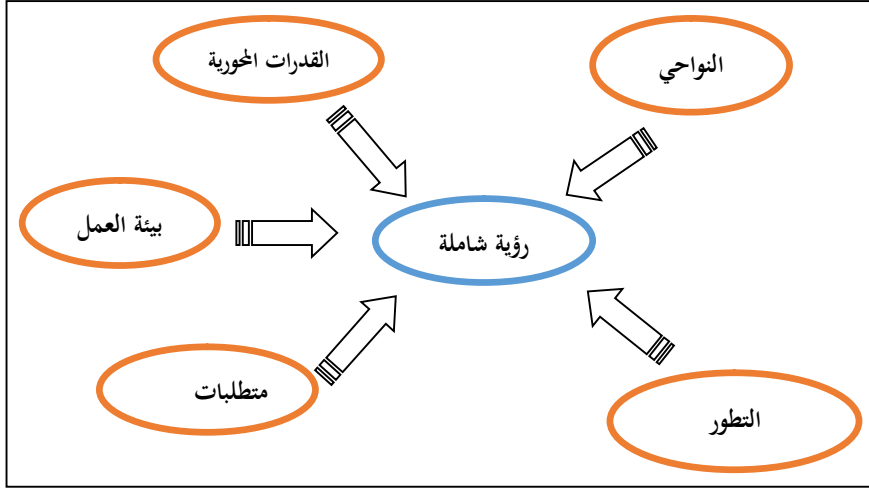 القدرات المحورية
النواحي
بيئة العمل
رؤية شاملة
متطلبات
التطور